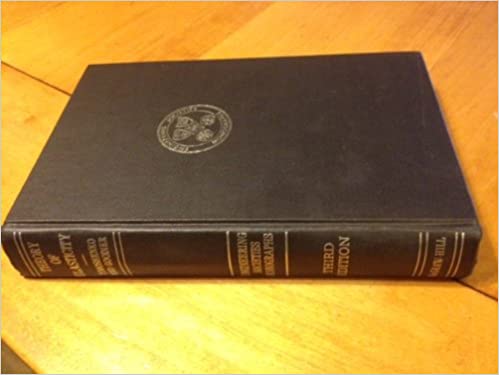 THEORY
OF
ELASTICITY
TIMOSHENKO
AND GOODIER
ENGINEERING
SOCIETIES
MONOGRAPHS
THIRD
EDITION
McGRAW HILL